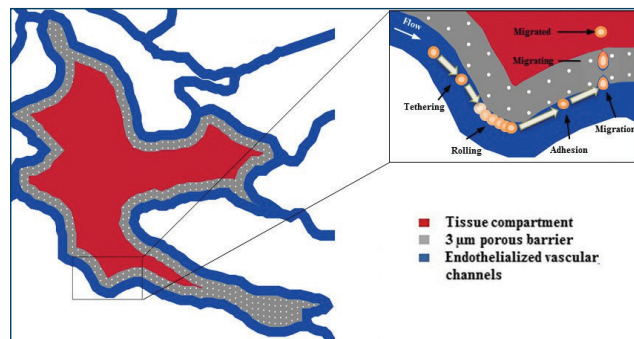 Flow
Migrated
Migrating
Tethering
Rolling
Adhesion
Migration
Tissue compartment
3 μm porous barrier
Endothelialized vascular
channels